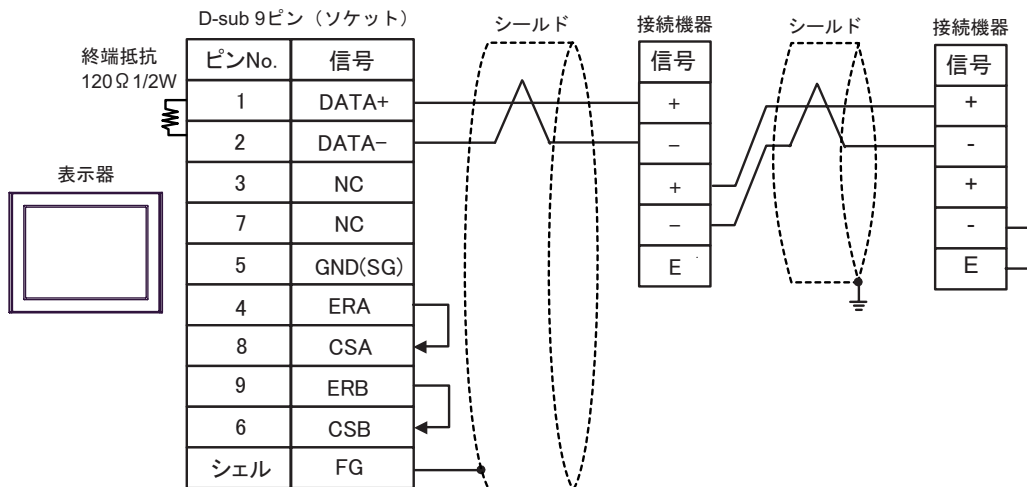 D-sub 9ピン（ソケット）
シールド
接続機器
シールド
接続機器
終端抵抗
120Ω1/2W
ピンNo. 信号
1 DATA+
2 DATA−
3 NC
7 NC
5 GND(SG)
4 ERA
8 CSA
9 ERB
6 CSB
シェル FG
表示器
信号
+
−
+
−
E
信号
+
-
+
-
E